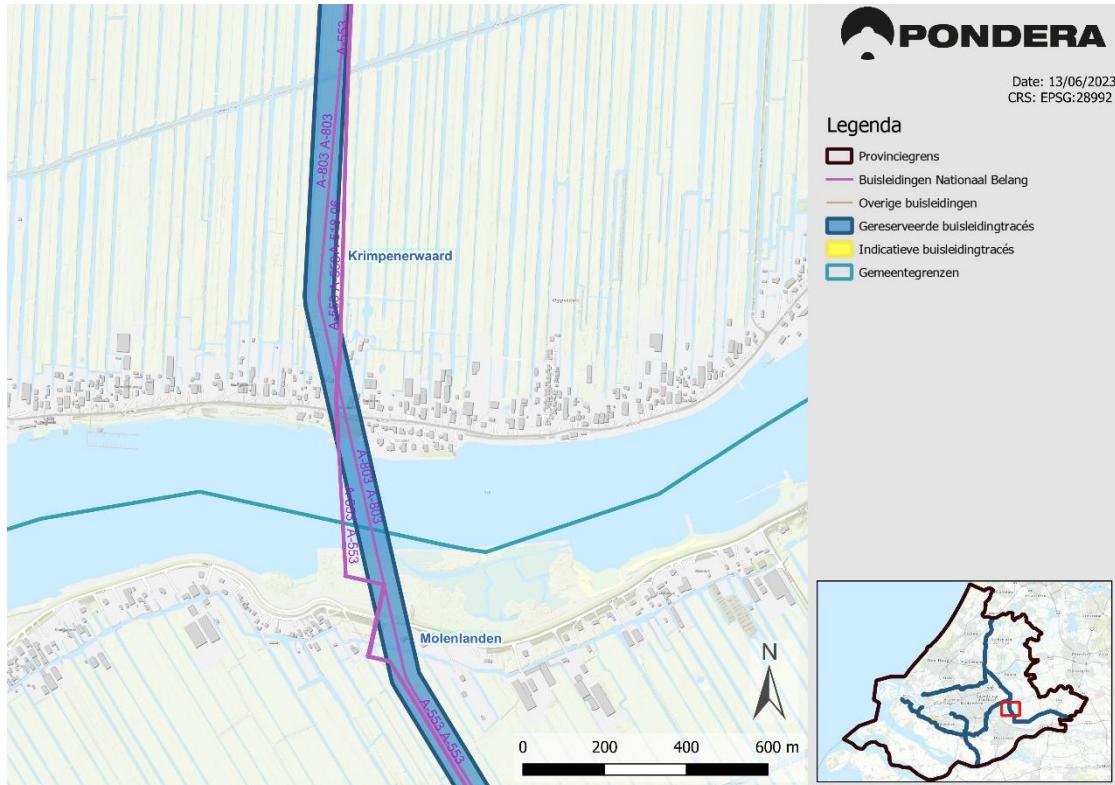 PONDERA
Date: 13/06/2023
CRS: EPSG:28992
Legenda
Provinciegrens
Buisleidingen Nationaal Belang
Overige buisleidingen
Gereserveerde buisleidingtracés
Indicatieve buisleidingtracés
Gemeentegrenzen
A-553
A-803 A-803
Krimpenerwaard
A-803 A-803
A-553 A-553
Molenlanden
A-553 A-553
N
0 200 400 600 m